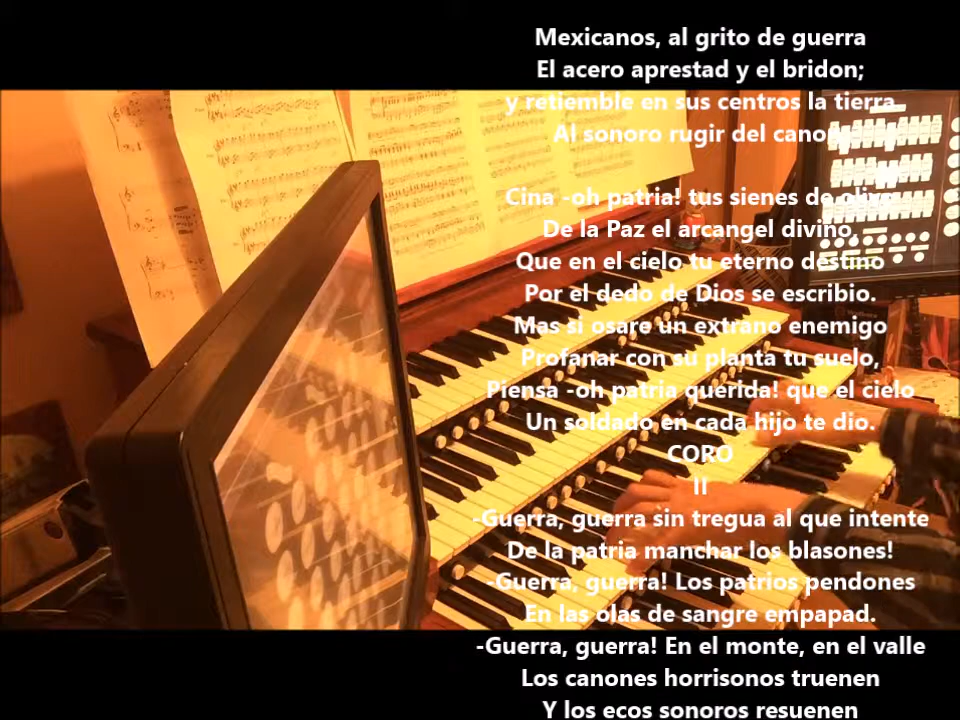 Mexicanos, al grito de guerra
El acero aprestad y el bridon;
y retiemble en sus centros la tierra
Al sonoro rugir del canon
Cina -oh patria! tus sienes de oliva
De la Paz el arcangel divino
Que en el cielo tu eterno destino
Por el dedo de Dios se escribio.
Mas si osare un extrano enemigo
Profanar con su planta tu suelo,
Piensa -oh patria querida! que el cielo
Un soldado en cada hijo te dio.
CORO
II
-Guerra, guerra sin tregua al que intente
De la patria manchar los blasones!
-Guerra, guerra! Los patrios pendones
En las olas de sangre empapad.
-Guerra, guerra! En el monte, en el valle
Los canones horrisonos truenen
Y los ecos sonoros resuenen